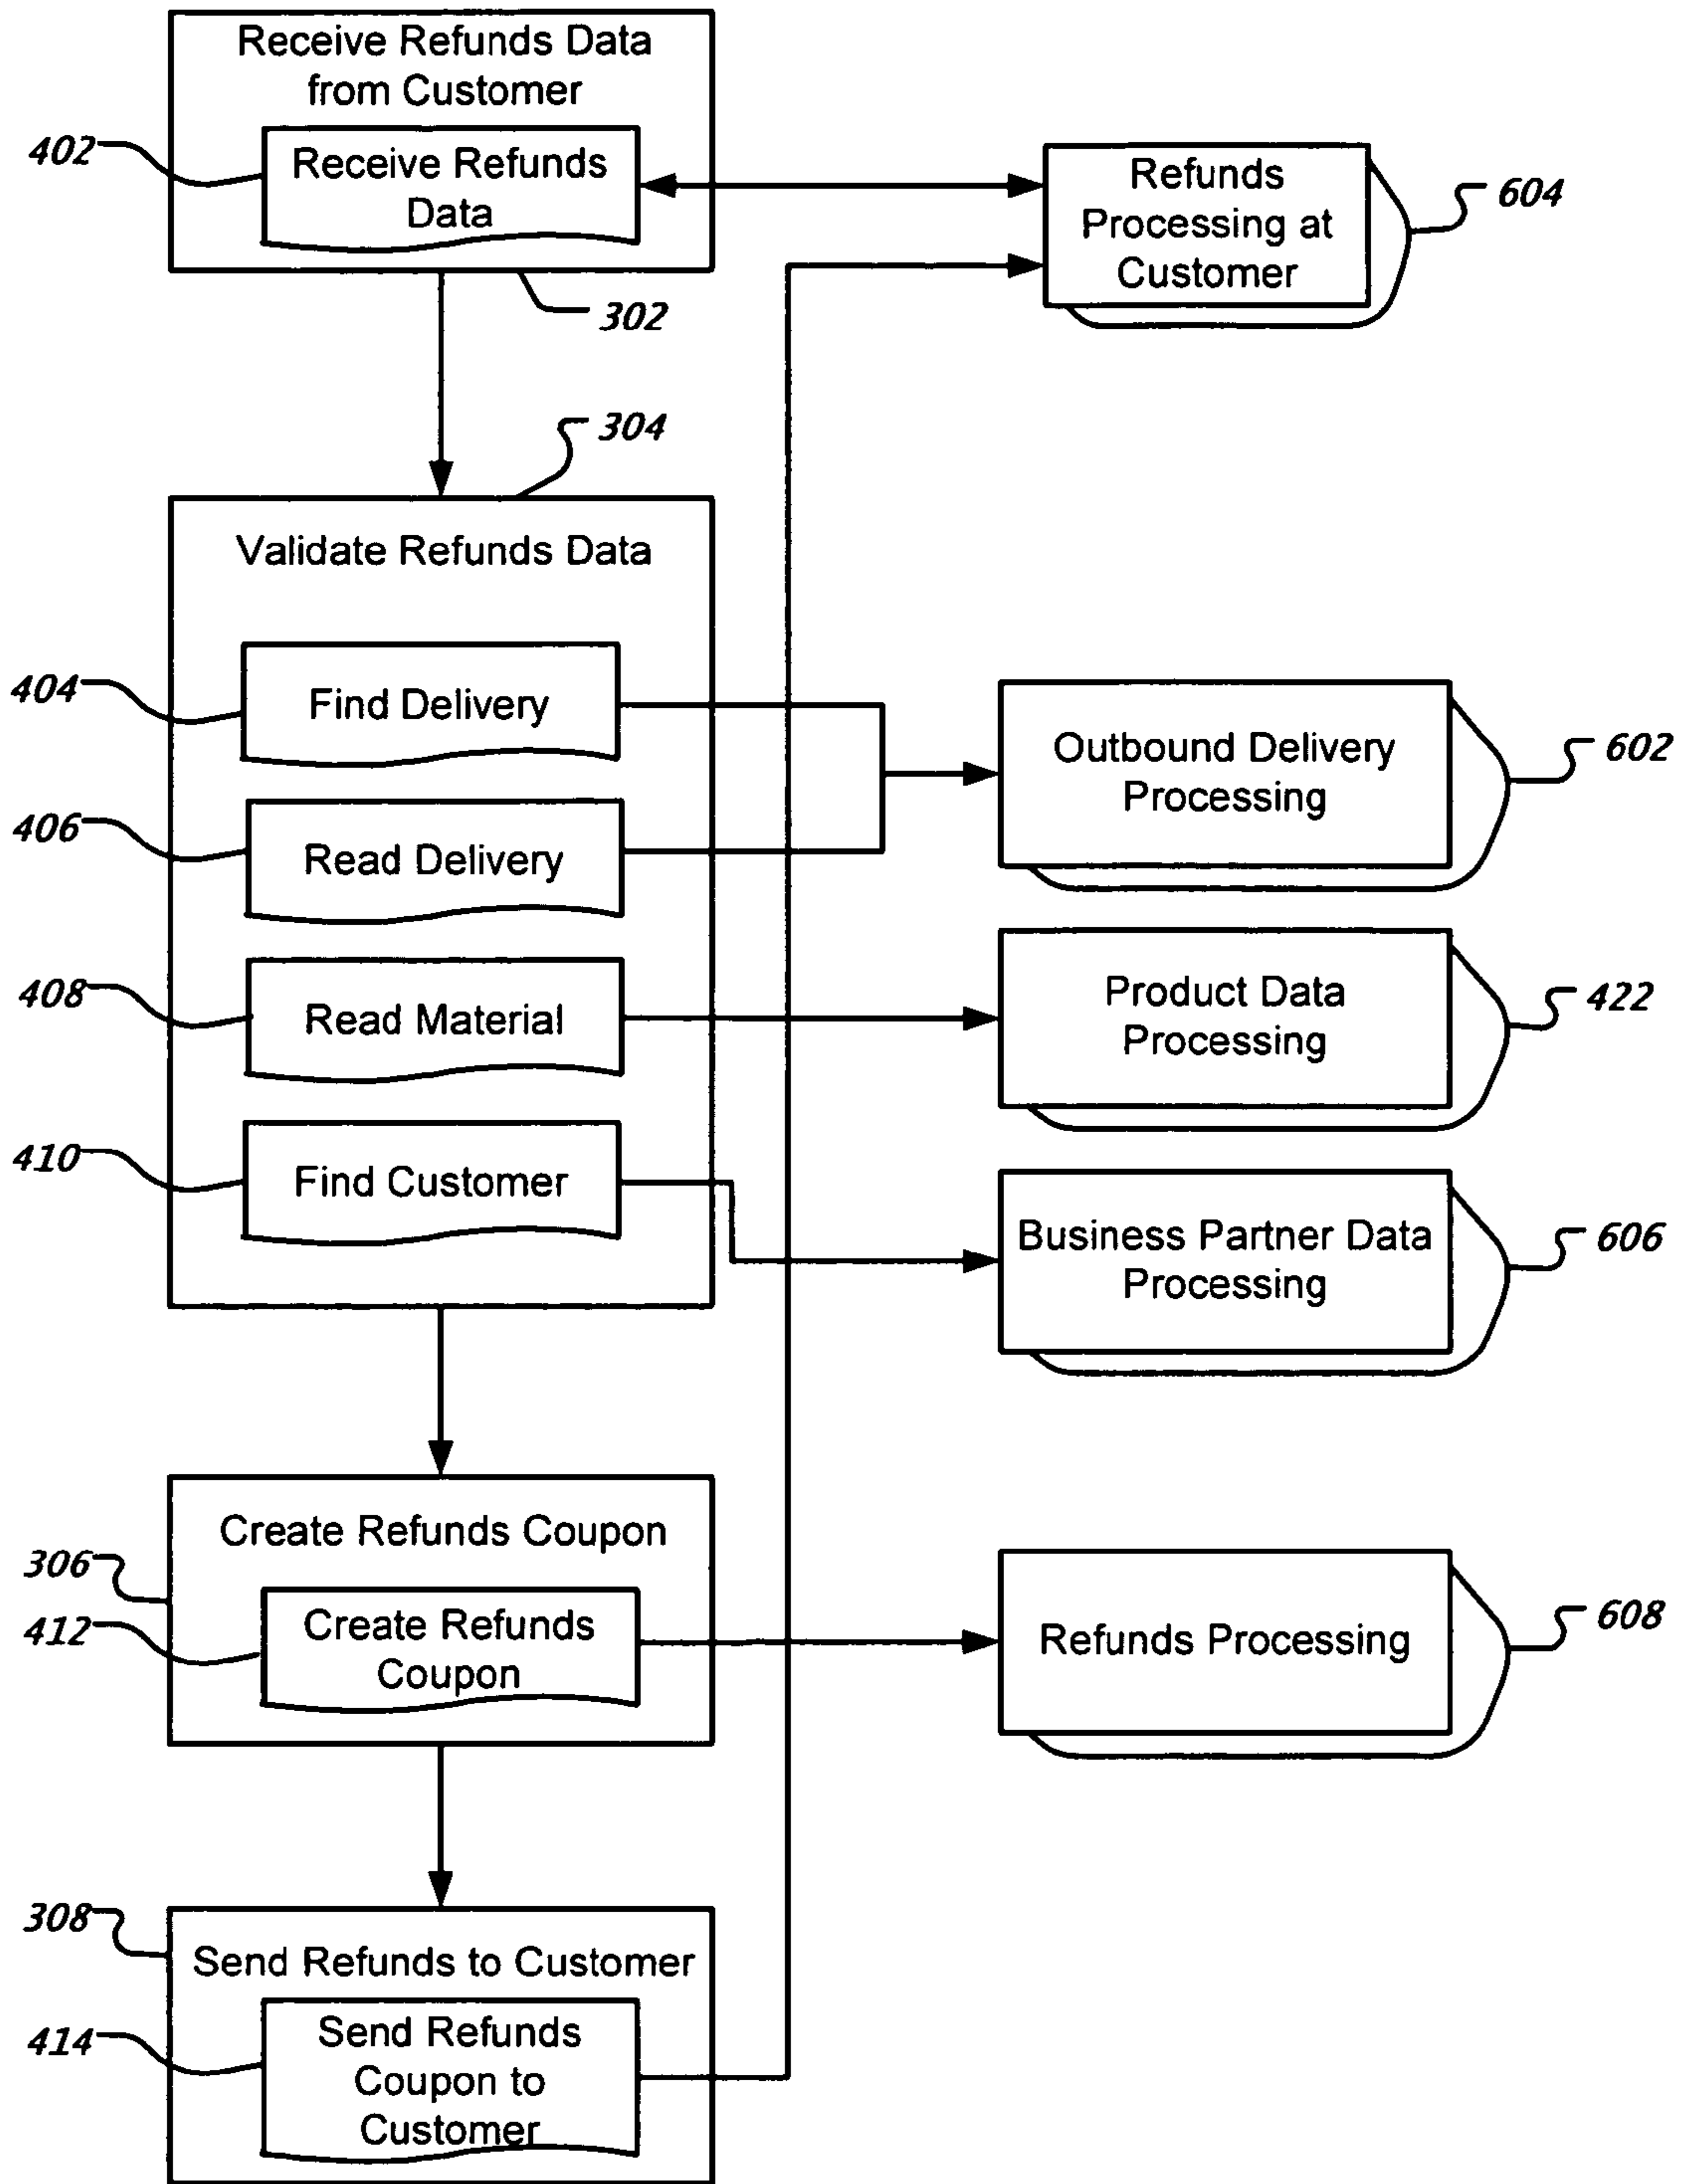 Receive Refunds Data
from Customer
402
Receive Refunds
Data
302
Refunds
Processing at
Customer
604
304
Validate Refunds Data
404
Find Delivery
406
Read Delivery
408
Read Material
410
Find Customer
Outbound Delivery
Processing
602
Product Data
Processing
422
Business Partner Data
Processing
606
Create Refunds Coupon
306
412
Create Refunds
Coupon
Refunds Processing
608
308
Send Refunds to Customer
414
Send Refunds
Coupon to
Customer